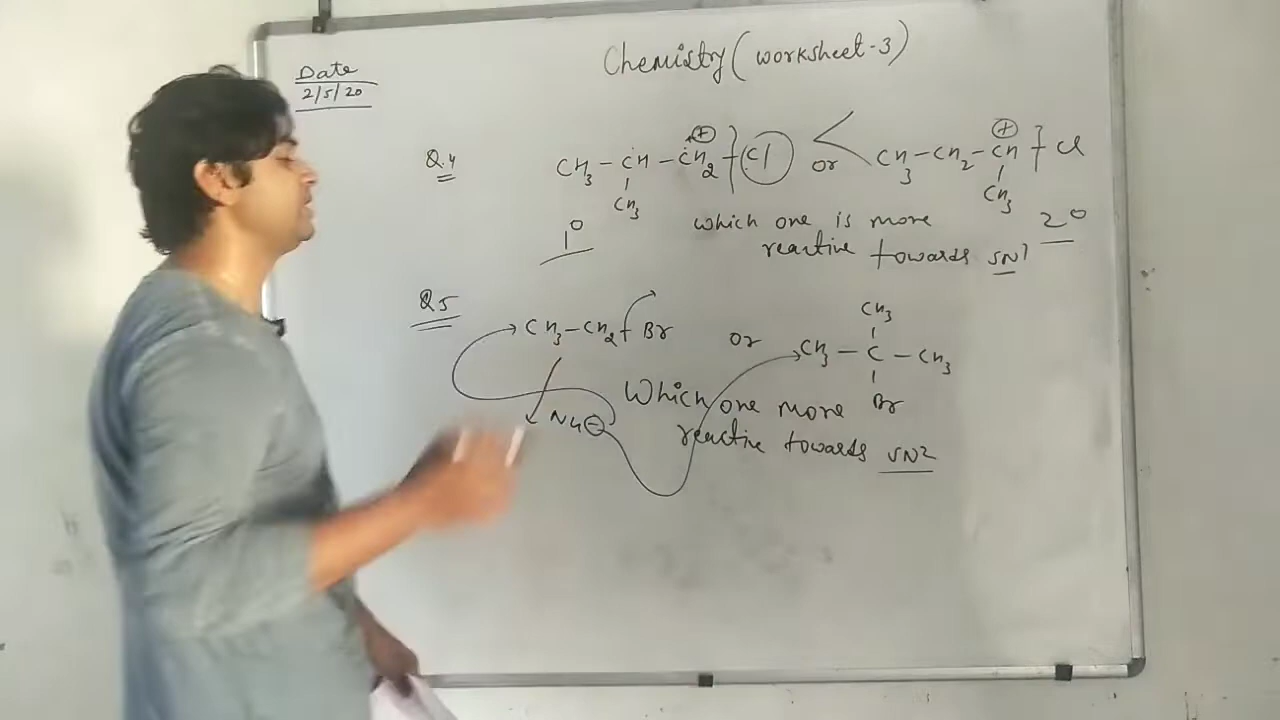 Chemistry (worksheet-3)
Date
2/5/20
Q.4 CH3-CH-CH2 Cl or < CH3-CH2-CH Cl
⊕ ⊕
CH3 CH3
1° 2°
which one is more
reactive towards SN1
Q5 CH3-CH2 Br or CH3-C-CH3
CH3
Br
Nu⊖
Which one more
reactive towards SN2